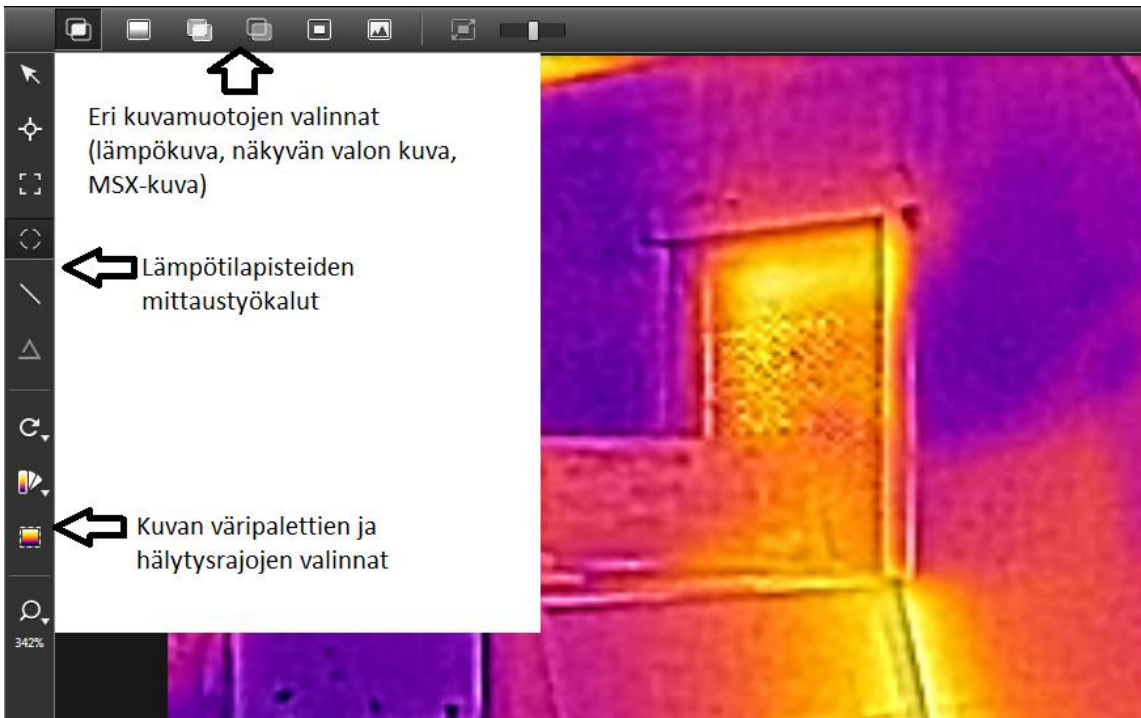 Eri kuvamuotojen valinnat
(lämpökuva, näkyvän valon kuva,
MSX-kuva)
Lämpötilapisteiden
mittaustyökalut
Kuvan väripalettien ja
hälytysrajojen valinnat
342%